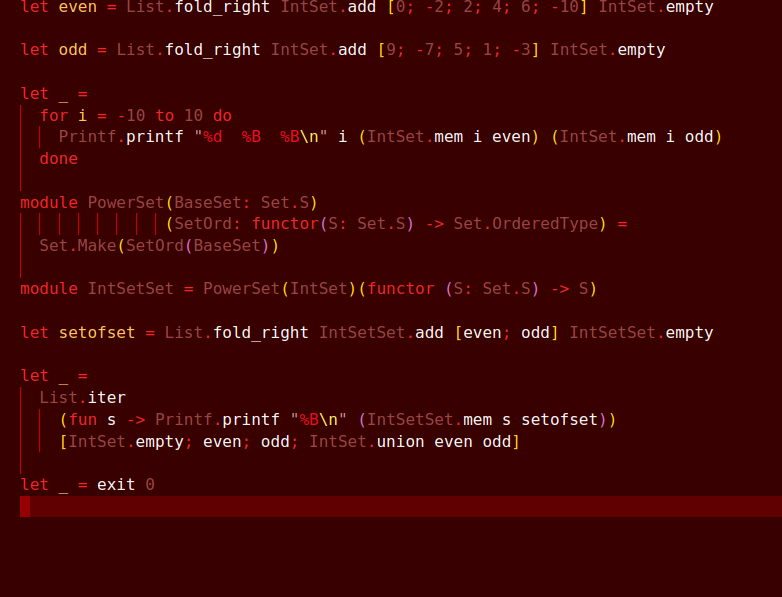 let even = List.fold_right IntSet.add [0; -2; 2; 4; 6; -10] IntSet.empty
let odd = List.fold_right IntSet.add [9; -7; 5; 1; -3] IntSet.empty
let _ =
for i = -10 to 10 do
Printf.printf "%d  %B  %B\n" i (IntSet.mem i even) (IntSet.mem i odd)
done
module PowerSet(BaseSet: Set.S)
(SetOrd: functor(S: Set.S) -> Set.OrderedType) =
Set.Make(SetOrd(BaseSet))
module IntSetSet = PowerSet(IntSet)(functor (S: Set.S) -> S)
let setofset = List.fold_right IntSetSet.add [even; odd] IntSetSet.empty
let _ =
List.iter
(fun s -> Printf.printf "%B\n" (IntSetSet.mem s setofset))
[IntSet.empty; even; odd; IntSet.union even odd]
let _ = exit 0